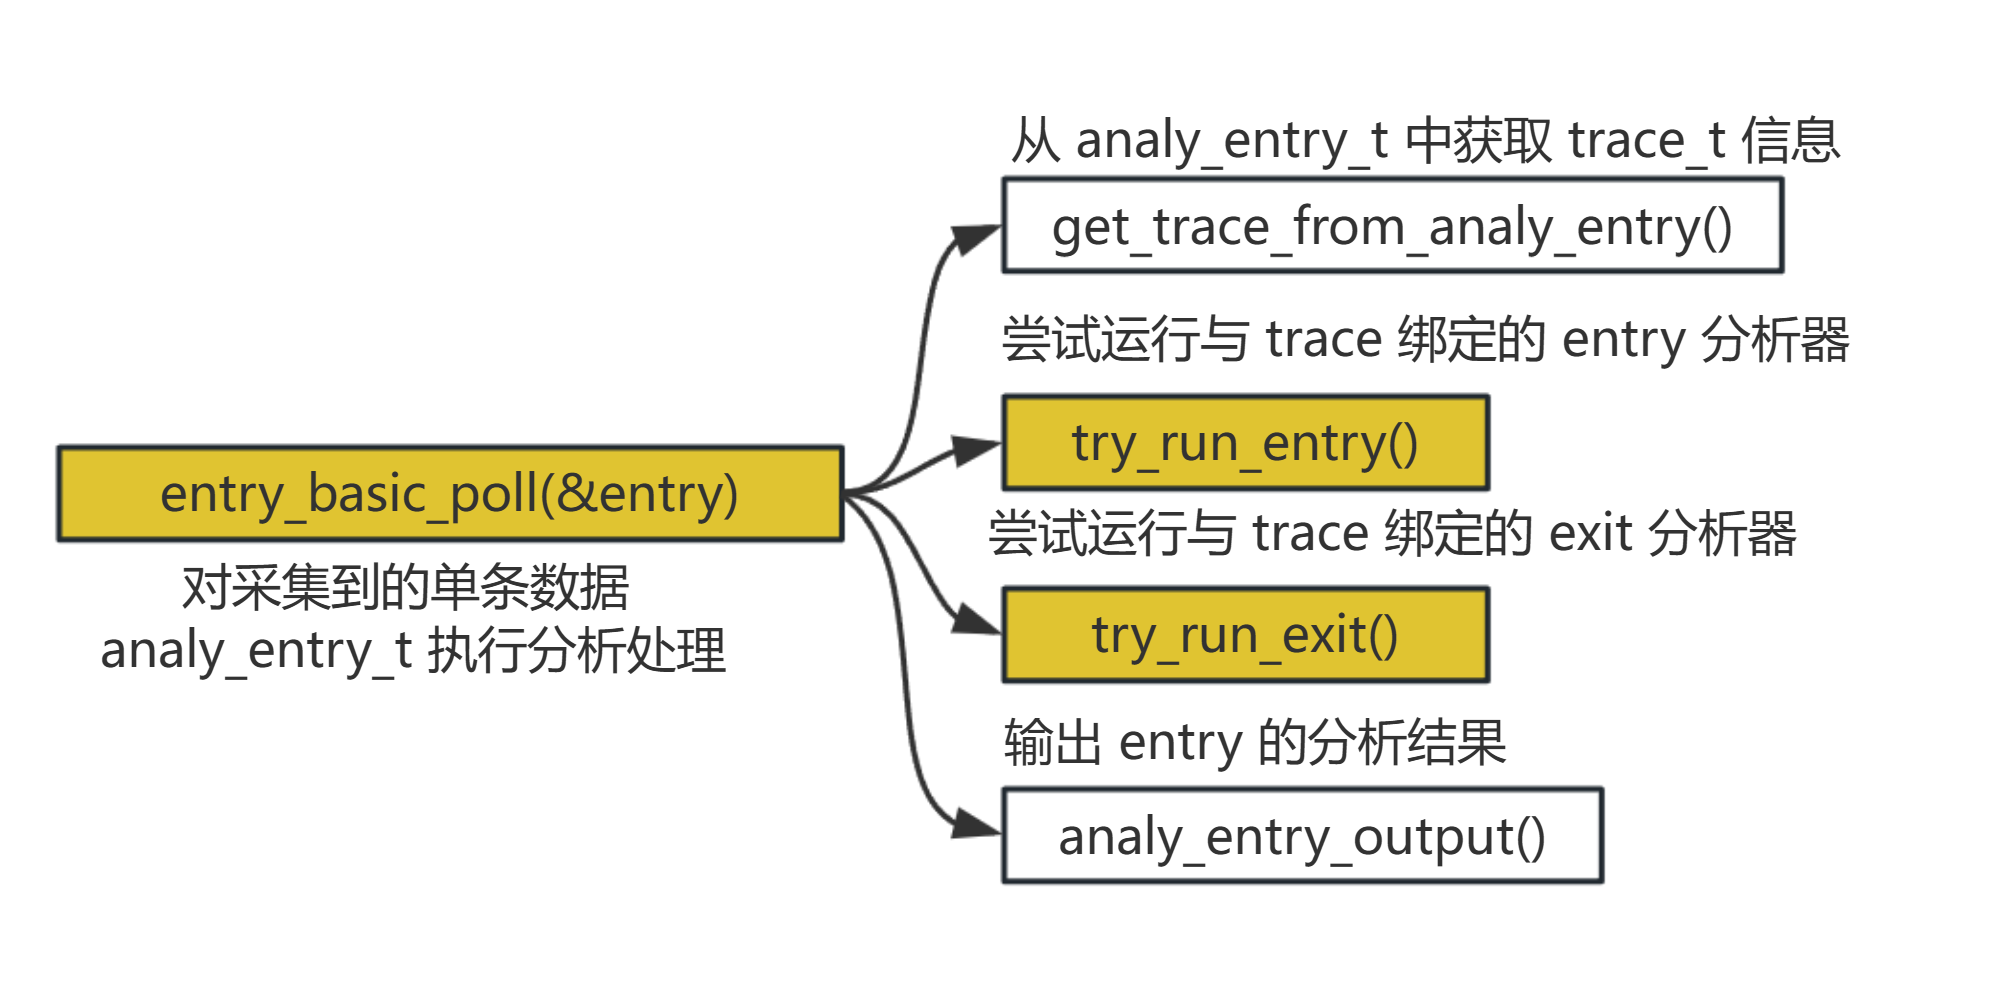 从 analy_entry_t 中获取 trace_t 信息
get_trace_from_analy_entry()
尝试运行与 trace 绑定的 entry 分析器
try_run_entry()
entry_basic_poll(&entry)
对采集到的单条数据
analy_entry_t 执行分析处理
尝试运行与 trace 绑定的 exit 分析器
try_run_exit()
输出 entry 的分析结果
analy_entry_output()